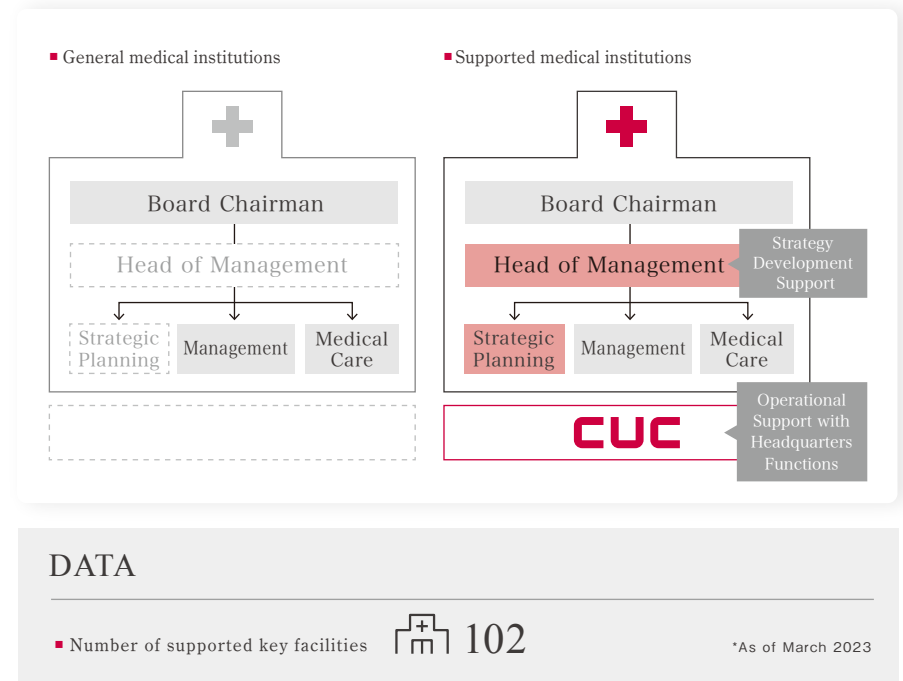 General medical institutions
Board Chairman
Head of Management
Strategic
Planning
Management
Medical
Care
Supported medical institutions
Board Chairman
Head of Management
Strategy
Development
Support
Strategic
Planning
Management
Medical
Care
CUC
Operational
Support with
Headquarters
Functions
DATA
Number of supported key facilities 102 *As of March 2023